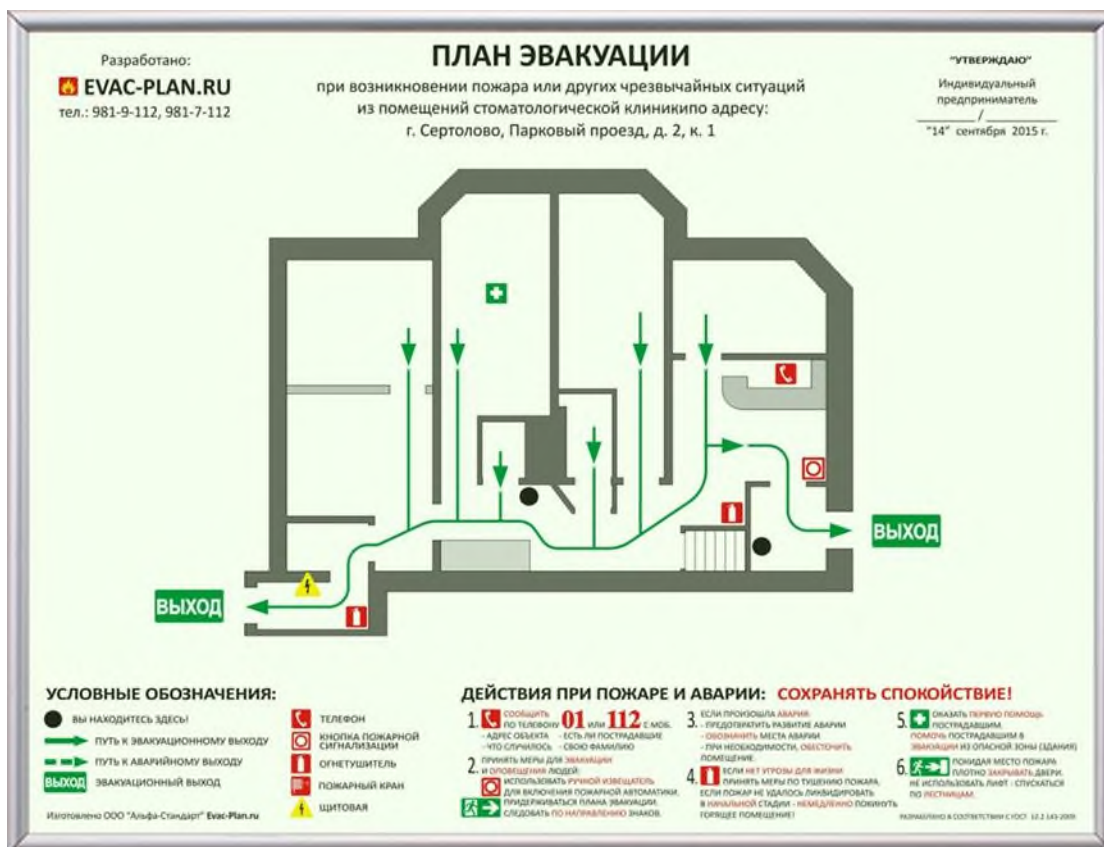 Разработано:
EVAC-PLAN.RU
тел.: 981-9-112, 981-7-112
ПЛАН ЭВАКУАЦИИ
при возникновении пожара или других чрезвычайных ситуаций
из помещений стоматологической клиникипо адресу:
г. Сертолово, Парковый проезд, д. 2, к. 1
"УТВЕРЖДАЮ"
Индивидуальный
предприниматель
/
"14" сентября 2015 г.
ВЫХОД
ВЫХОД
УСЛОВНЫЕ ОБОЗНАЧЕНИЯ:
ВЫ НАХОДИТЕСЬ ЗДЕСЬ!
ПУТЬ К ЭВАКУАЦИОННОМУ ВЫХОДУ
ПУТЬ К АВАРИЙНОМУ ВЫХОДУ
ВЫХОД ЭВАКУАЦИОННЫЙ ВЫХОД
ТЕЛЕФОН
КНОПКА ПОЖАРНОЙ
СИГНАЛИЗАЦИИ
ОГНЕТУШИТЕЛЬ
ПОЖАРНЫЙ КРАН
ЩИТОВАЯ
Изготовлено ООО "Альфа-Стандарт" Evac-Plan.ru
ДЕЙСТВИЯ ПРИ ПОЖАРЕ И АВАРИИ: СОХРАНЯТЬ СПОКОЙСТВИЕ!
1. СООБЩИТЬ
ПО ТЕЛЕФОНУ 01 ИЛИ 112 С МОБ.
- АДРЕС ОБЪЕКТА - ЕСТЬ ЛИ ПОСТРАДАВШИЕ
- ЧТО СЛУЧИЛОСЬ - СВОЮ ФАМИЛИЮ
2. ПРИНЯТЬ МЕРЫ ДЛЯ ЭВАКУАЦИИ
И ОПОВЕЩЕНИЯ ЛЮДЕЙ:
ИСПОЛЬЗОВАТЬ РУЧНОЙ ИЗВЕЩАТЕЛЬ
ДЛЯ ВКЛЮЧЕНИЯ ПОЖАРНОЙ АВТОМАТИКИ.
ПРИДЕРЖИВАТЬСЯ ПЛАНА ЭВАКУАЦИИ.
СЛЕДОВАТЬ ПО НАПРАВЛЕНИЮ ЗНАКОВ.
3. ЕСЛИ ПРОИЗОШЛА АВАРИЯ
- ПРЕДОТВРАТИТЬ РАЗВИТИЕ АВАРИИ
- ОБОЗНАЧИТЬ МЕСТА АВАРИИ
- ПРИ НЕОБХОДИМОСТИ, ОБЕСТОЧИТЬ
ПОМЕЩЕНИЕ.
4. ЕСЛИ НЕТ УГРОЗЫ ДЛЯ ЖИЗНИ
ПРИНЯТЬ МЕРЫ ПО ТУШЕНИЮ ПОЖАРА.
ЕСЛИ ПОЖАР НЕ УДАЛОСЬ ЛИКВИДИРОВАТЬ
В НАЧАЛЬНОЙ СТАДИИ - НЕМЕДЛЕННО ПОКИНУТЬ
ГОРЯЩЕЕ ПОМЕЩЕНИЕ!
5. ОКАЗАТЬ ПЕРВУЮ ПОМОЩЬ
ПОСТРАДАВШИМ.
ПОМОЧЬ ПОСТРАДАВШИМ В
ЭВАКУАЦИИ ИЗ ОПАСНОЙ ЗОНЫ (ЗДАНИЯ)
6. ПОКИДАЯ МЕСТО ПОЖАРА
ПЛОТНО ЗАКРЫВАТЬ ДВЕРИ.
НЕ ИСПОЛЬЗОВАТЬ ЛИФТ - СПУСКАТЬСЯ
ПО ЛЕСТНИЦАМ.
РАЗРАБОТАНО В СООТВЕТСТВИИ С ГОСТ 12.2.143-2009